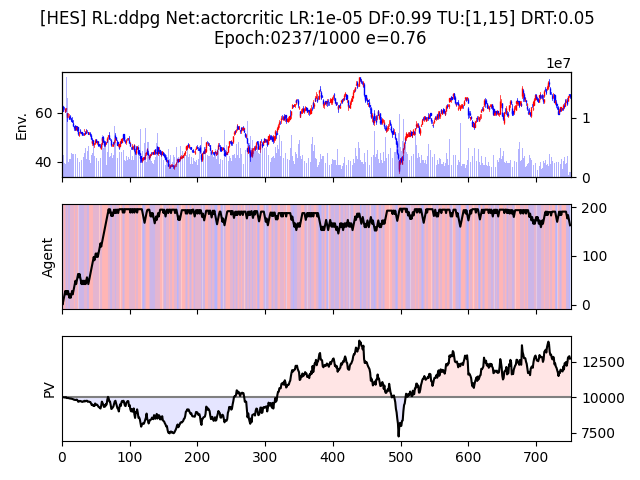 [HES] RL:ddpg Net:actorcritic LR:1e-05 DF:0.99 TU:[1,15] DRT:0.05
Epoch:0237/1000 e=0.76
1e7
Env.
60
40
1
0
Agent
200
100
0
PV
12500
10000
7500
0 100 200 300 400 500 600 700